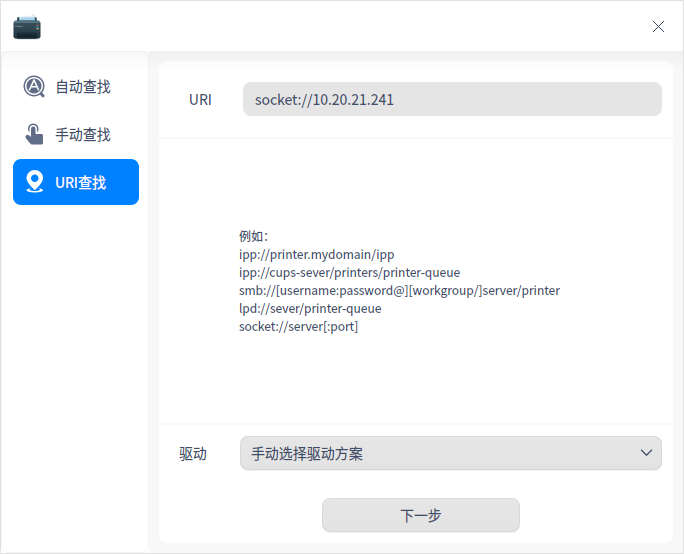 自动查找
手动查找
URI查找
URI
socket://10.20.21.241
例如：
ipp://printer.mydomain/ipp
ipp://cups-sever/printers/printer-queue
smb://[username:password@][workgroup/]server/printer
lpd://sever/printer-queue
socket://server[:port]
驱动
手动选择驱动方案
下一步